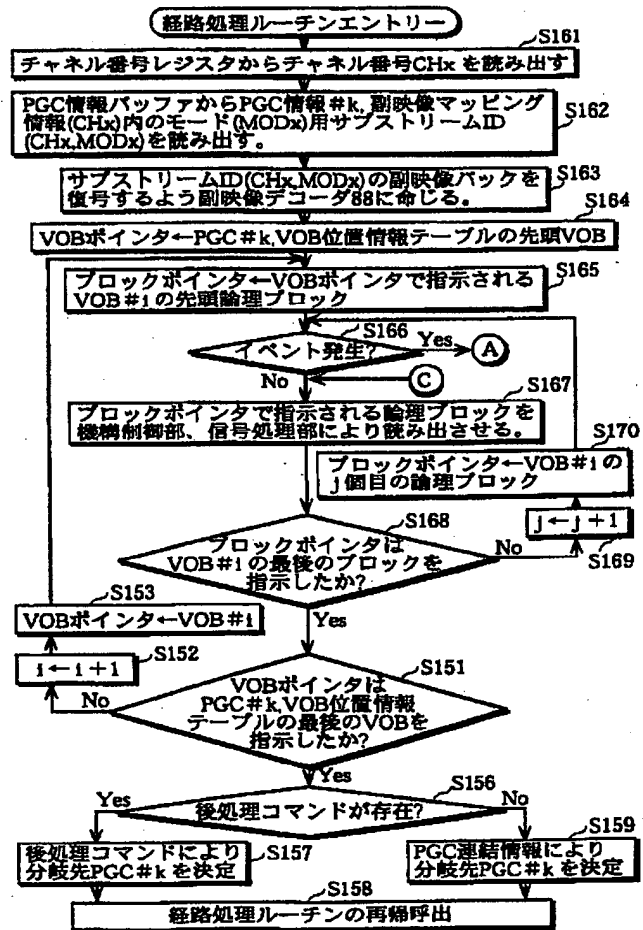 経路処理ルーチンエントリー
S161
チャネル番号レジスタからチャネル番号CHxを読み出す
S162
PGC情報バッファからPGC情報#k,副映像マッピング
情報(CHx)内のモード(MODx)用サブストリームID
(CHx,MODx)を読み出す。
S163
サブストリームID(CHx,MODx)の副映像パックを
復号するよう副映像デコーダ88に命じる。
S164
VOBポインタ←PGC#k,VOB位置情報テーブルの先頭VOB
S165
ブロックポインタ←VOBポインタで指示される
VOB#iの先頭論理ブロック
S166
イベント発生?
Yes
A
No
C
S167
ブロックポインタで指示される論理ブロックを
機構制御部、信号処理部により読み出させる。
S170
ブロックポインタ←VOB#iの
j個目の論理ブロック
S168
j←j+1
S169
ブロックポインタは
VOB#iの最後のブロックを
指示したか?
No
Yes
S153
VOBポインタ←VOB#i
S152
i←i+1
S151
VOBポインタは
PGC#k,VOB位置情報
テーブルの最後のVOBを
指示したか?
No
Yes
S156
後処理コマンドが存在?
Yes
No
S157
後処理コマンドにより
分岐先PGC#kを決定
S159
PGC連結情報により
分岐先PGC#kを決定
S158
経路処理ルーチンの再帰呼出